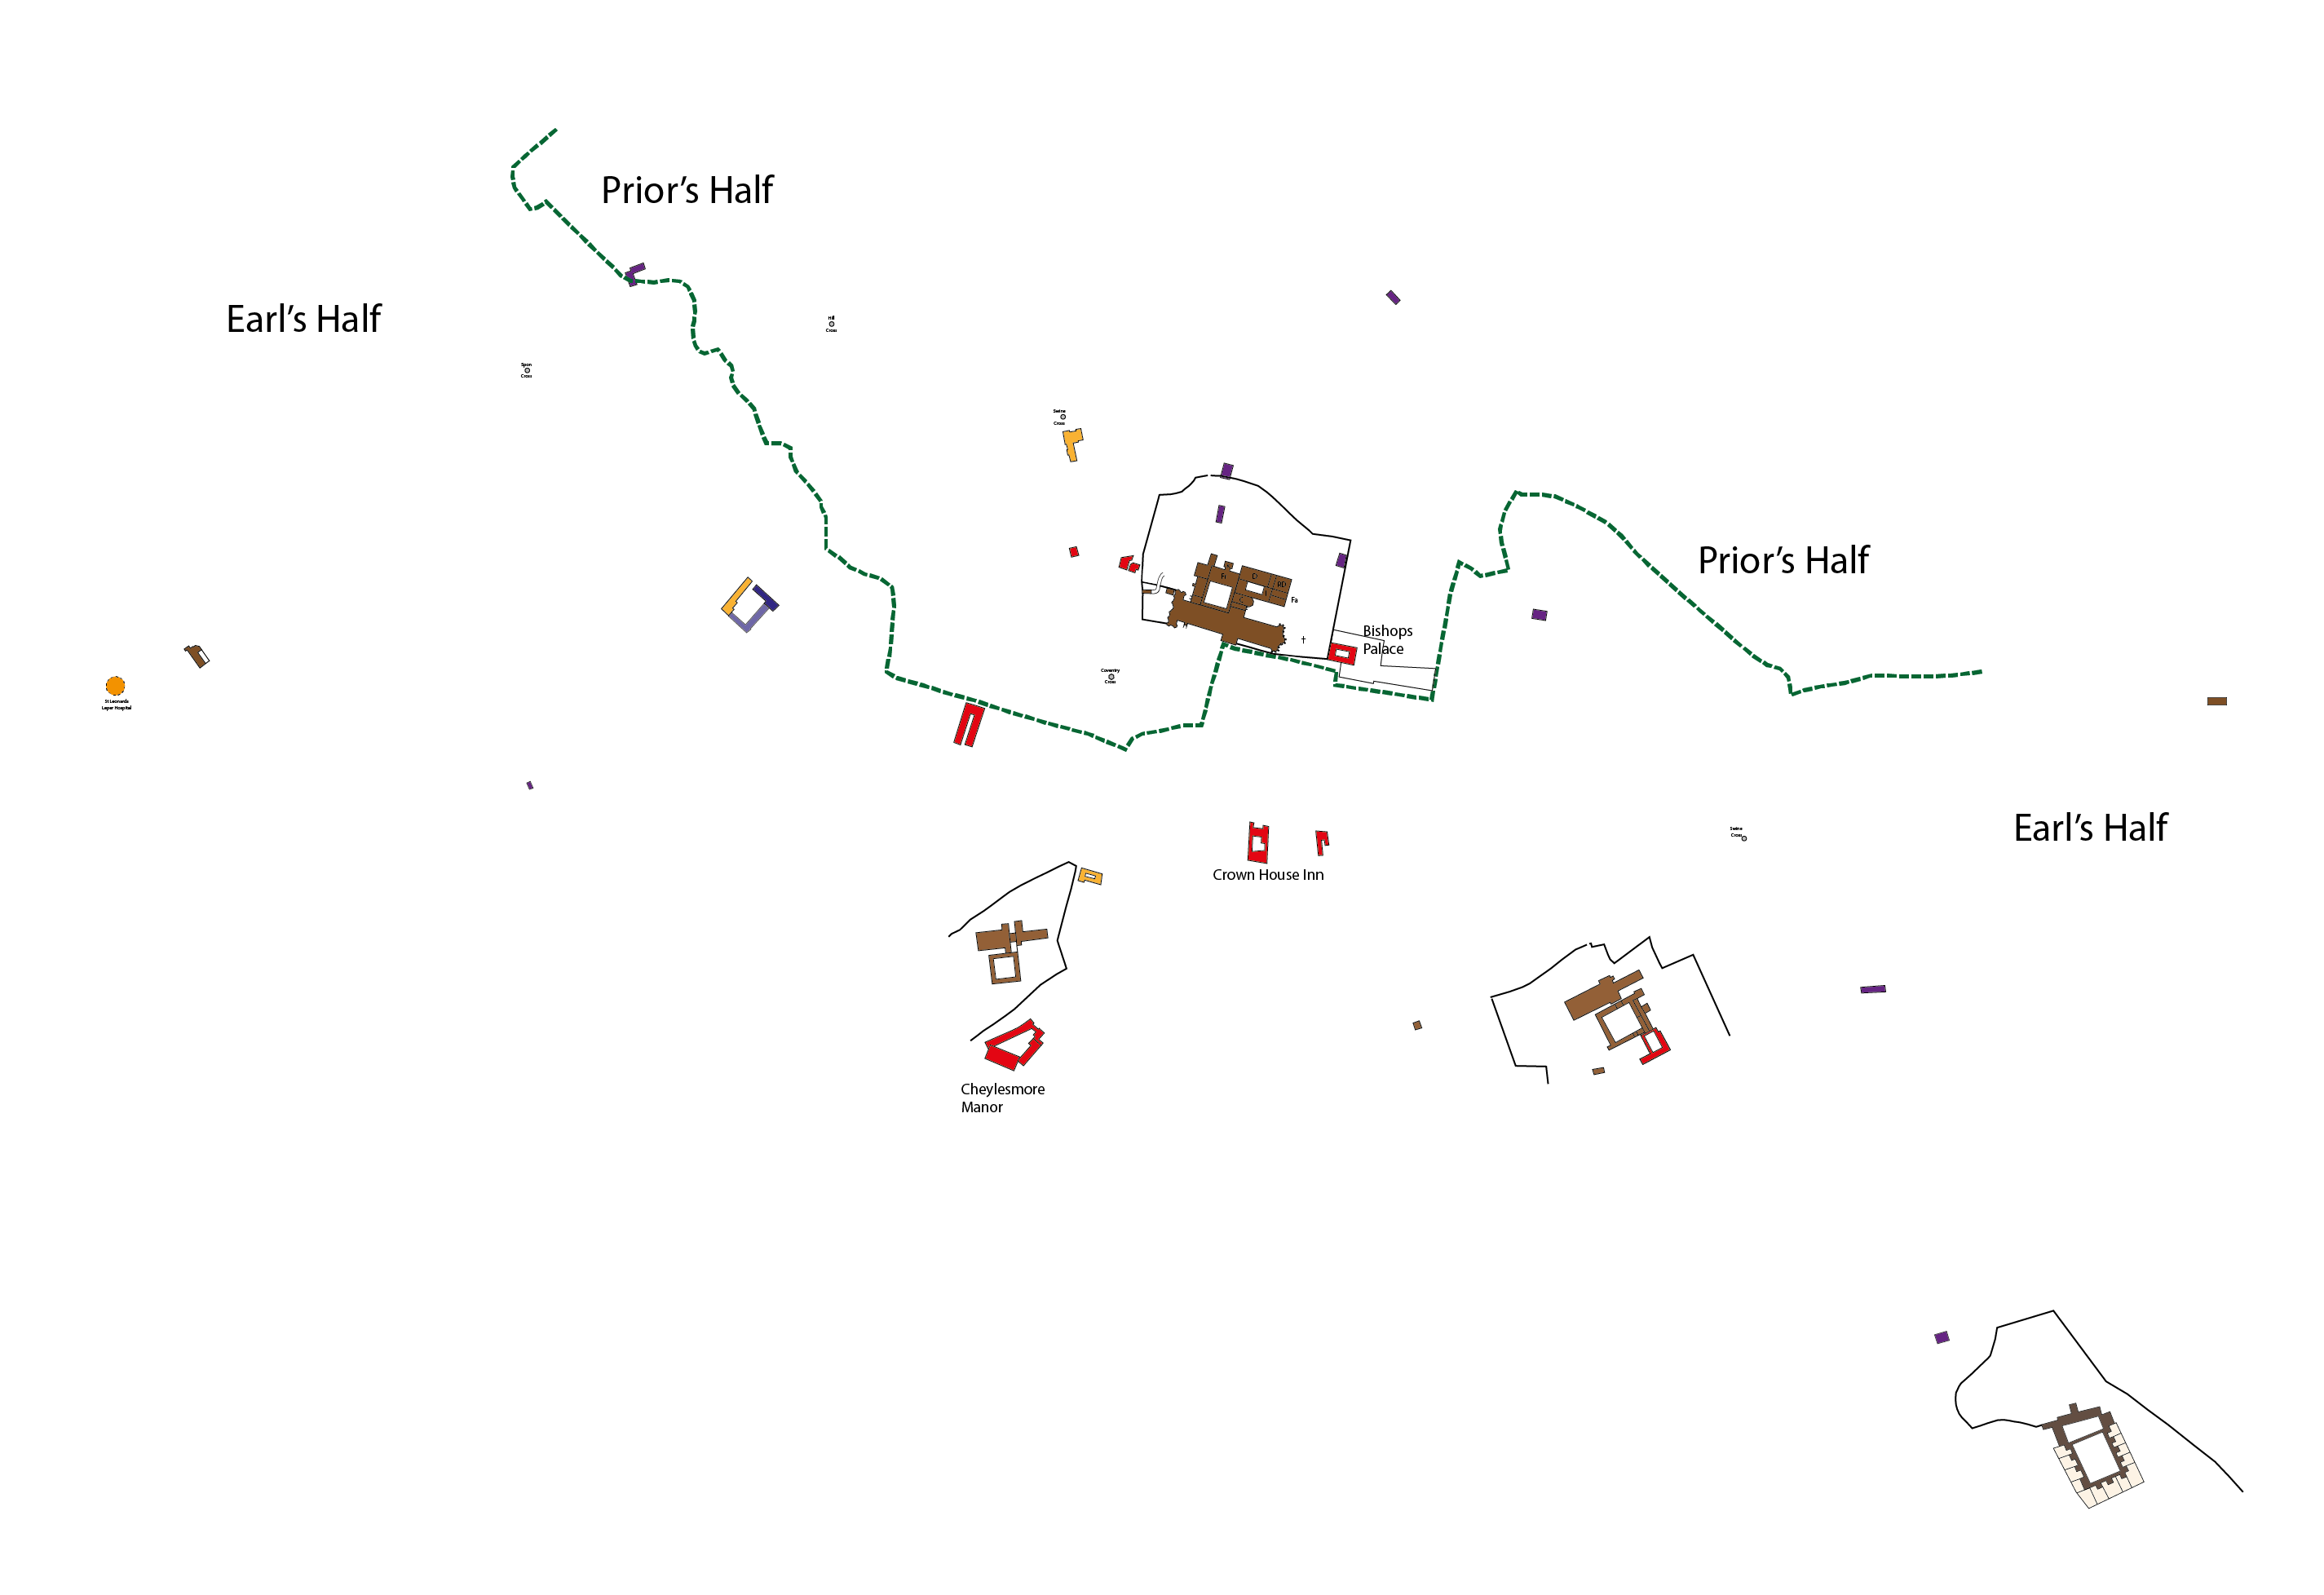 Prior's Half
Earl's Half
Hill
Cross
Spon
Cross
Swine
Cross
Prior's Half
Fr
Cl
RD
Fa
†
Bishops
Palace
Coventry
Cross
St Leonards
Leper Hospital
Earl's Half
Swine
Cross
Crown House Inn
Cheylesmore
Manor